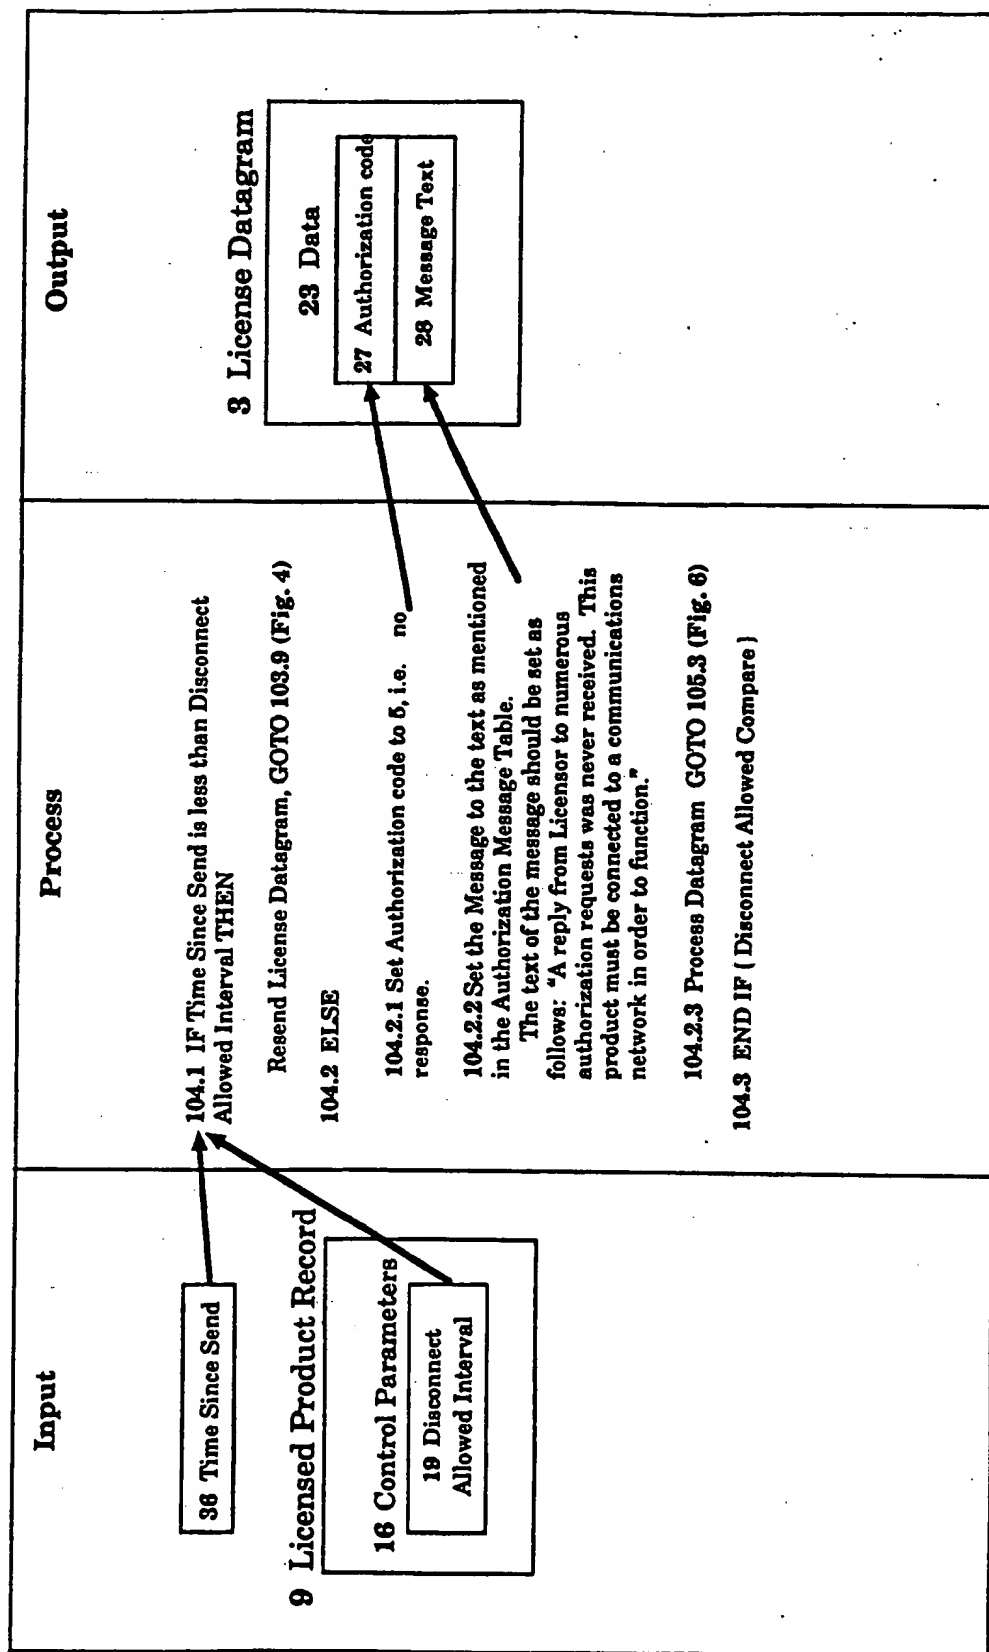 Input
36 Time Since Send
9 Licensed Product Record
16 Control Parameters
19 Disconnect
Allowed Interval
Process
104.1 IF Time Since Send is less than Disconnect
Allowed Interval THEN
Resend License Datagram, GOTO 103.9 (Fig. 4)
104.2 ELSE
104.2.1 Set Authorization code to 5, i.e. no
response.
104.2.2 Set the Message to the text as mentioned
in the Authorization Message Table.
The text of the message should be set as
follows: "A reply from Licensor to numerous
authorization requests was never received. This
product must be connected to a communications
network in order to function."
104.2.3 Process Datagram GOTO 105.3 (Fig. 6)
104.3 END IF { Disconnect Allowed Compare }
Output
3 License Datagram
23 Data
27 Authorization code
28 Message Text